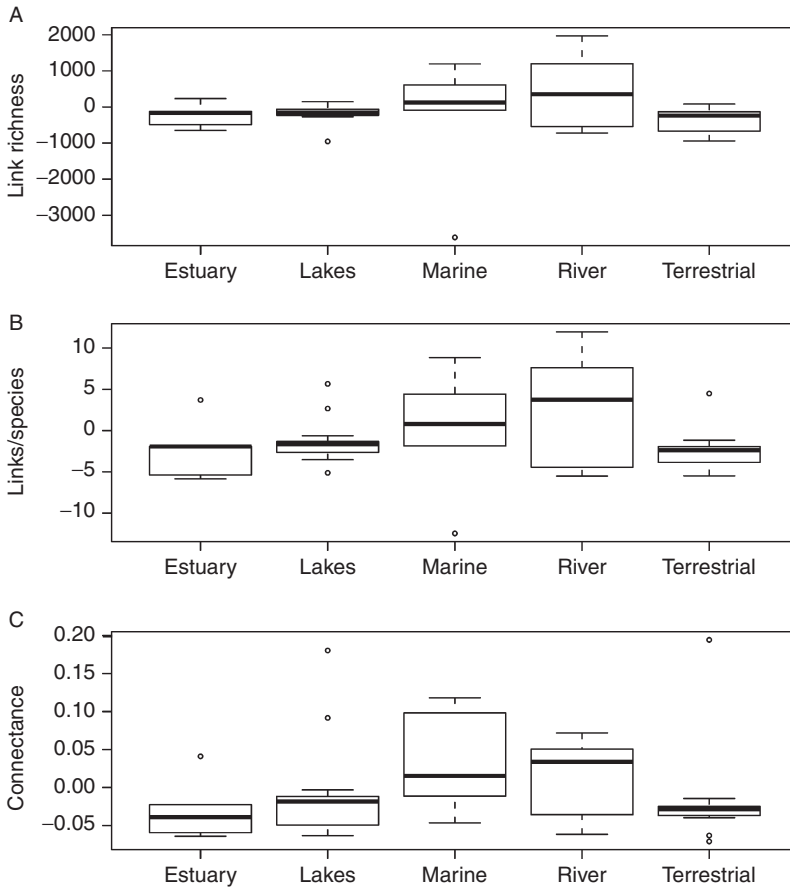 A
Link richness
2000
1000
0
−1000
−2000
−3000
Estuary Lakes Marine River Terrestrial
B
Links/species
10
5
0
−5
−10
Estuary Lakes Marine River Terrestrial
C
Connectance
0.20
0.15
0.10
0.05
0.00
−0.05
Estuary Lakes Marine River Terrestrial